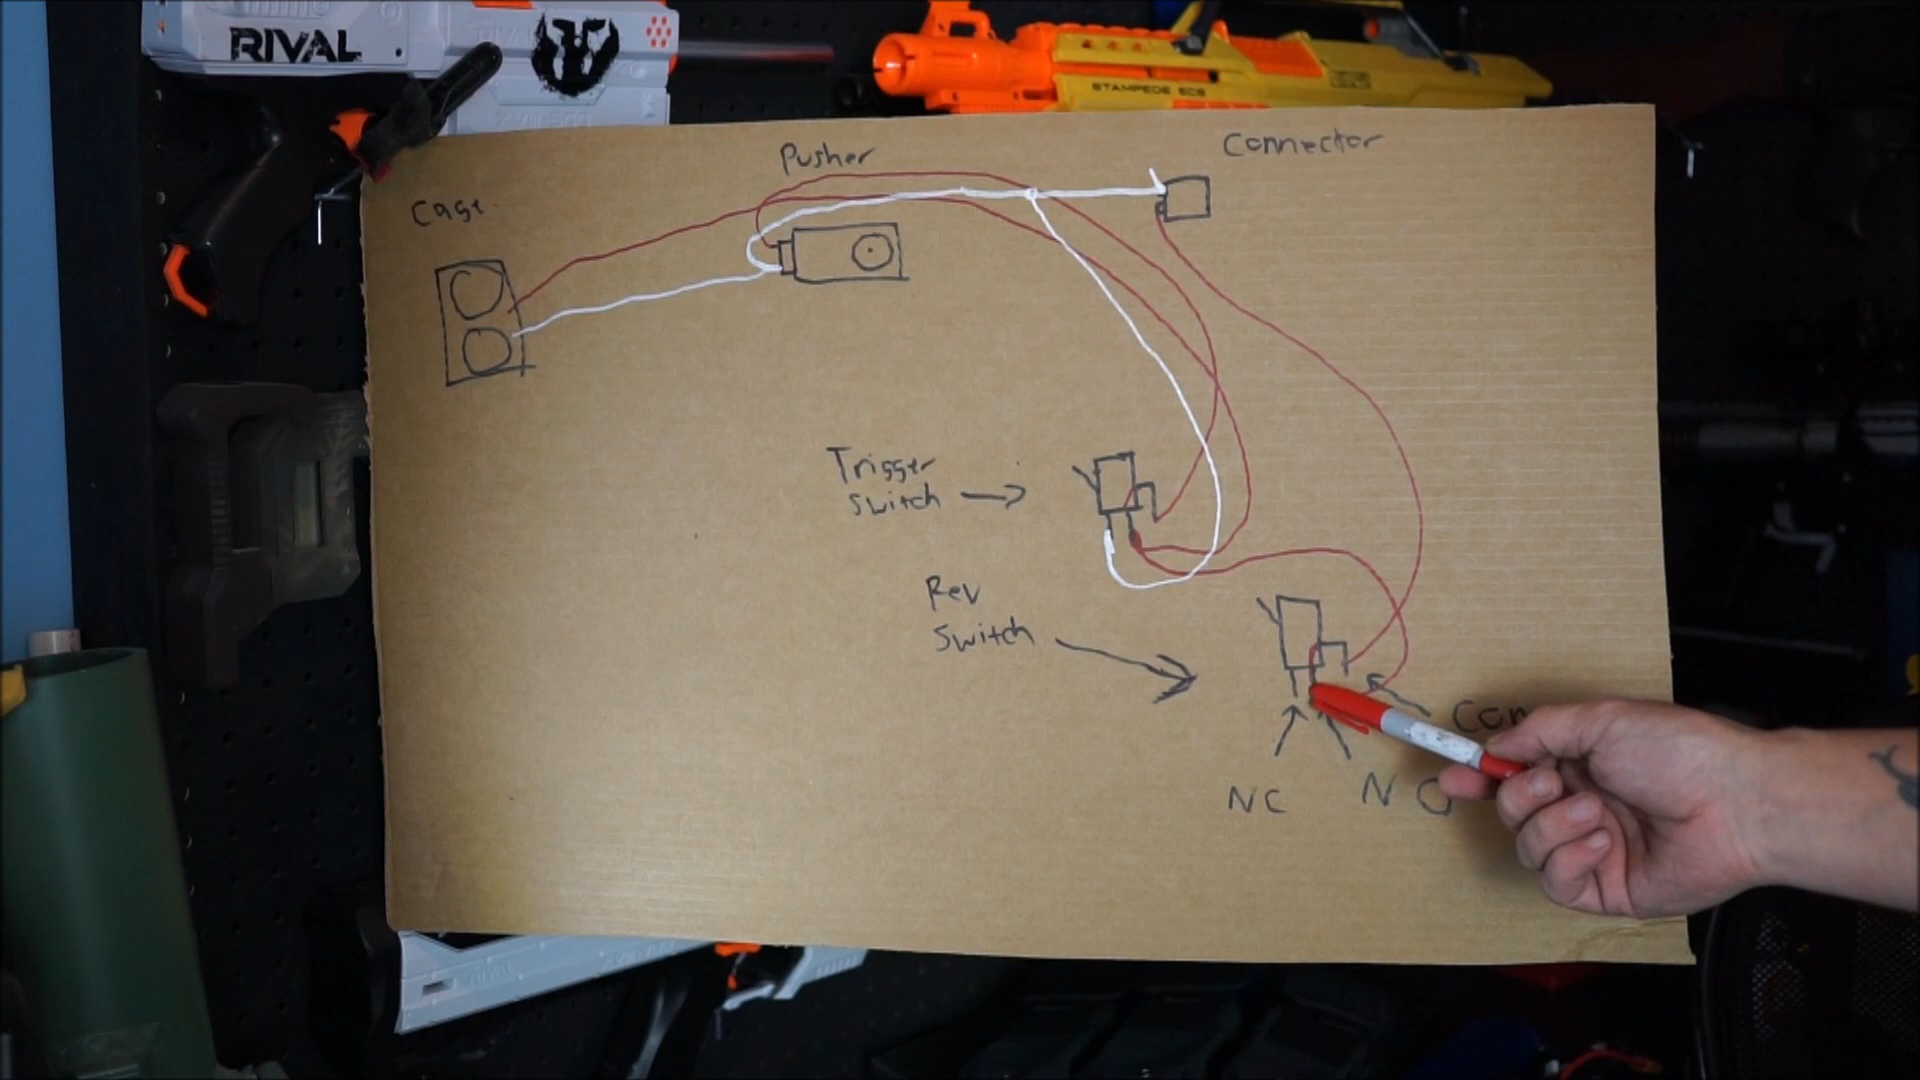 RIVAL
STAMPEDE ECS
Pusher
Connector
Cage
Trigger
Switch
Rev
Switch
Com
NC
NO